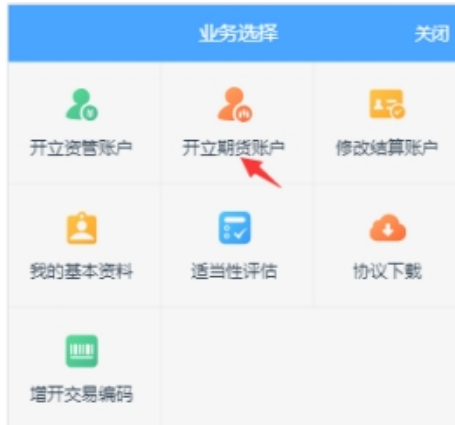 业务选择
关闭
开立资管账户
开立期货账户
修改结算账户
我的基本资料
适当性评估
协议下载
增开交易编码